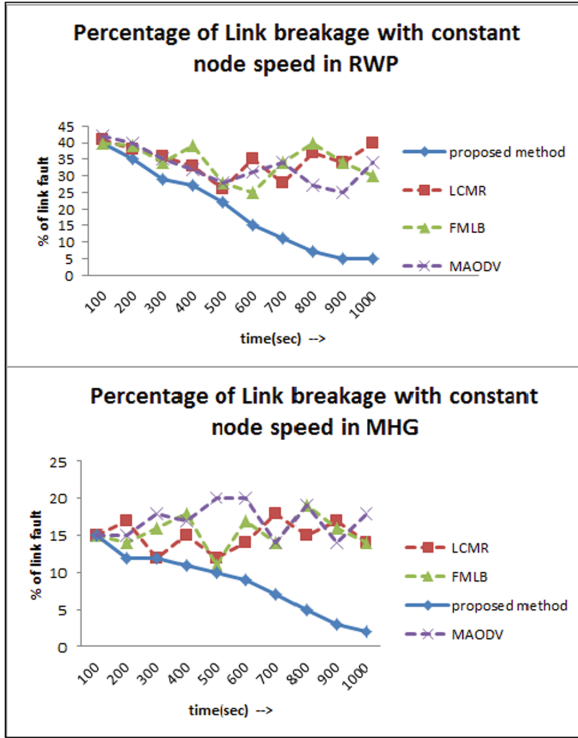 Percentage of Link breakage with constant
node speed in RWP
% of link fault
45
40
35
30
25
20
15
10
5
0
100 200 300 400 500 600 700 800 900 1000
time(sec) -->
proposed method
LCMR
FMLB
MAODV
Percentage of Link breakage with constant
node speed in MHG
% of link fault
25
20
15
10
5
0
100 200 300 400 500 600 700 800 900 1000
time(sec) -->
LCMR
FMLB
proposed method
MAODV